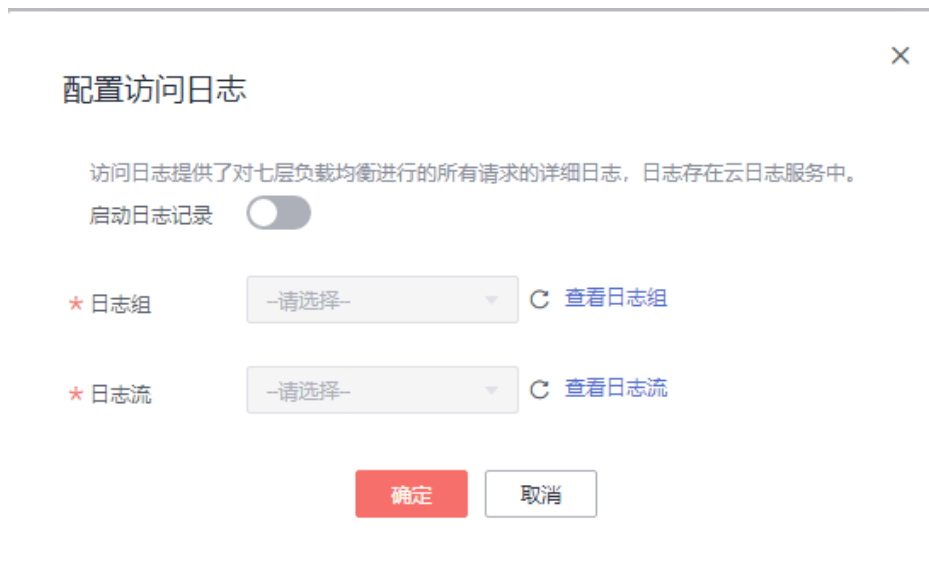 配置访问日志
访问日志提供了对七层负载均衡进行的所有请求的详细日志，日志存在云日志服务中。
启动日志记录
* 日志组 --请选择-- 查看日志组
* 日志流 --请选择-- 查看日志流
确定 取消